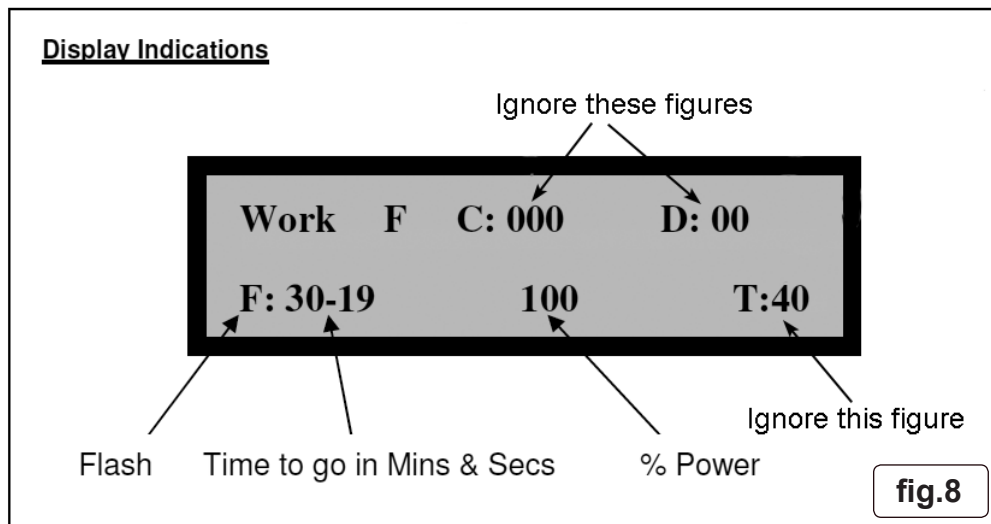 Display Indications
Ignore these figures
Work F C: 000 D: 00
F: 30-19 100 T:40
Ignore this figure
Flash Time to go in Mins & Secs % Power
fig.8